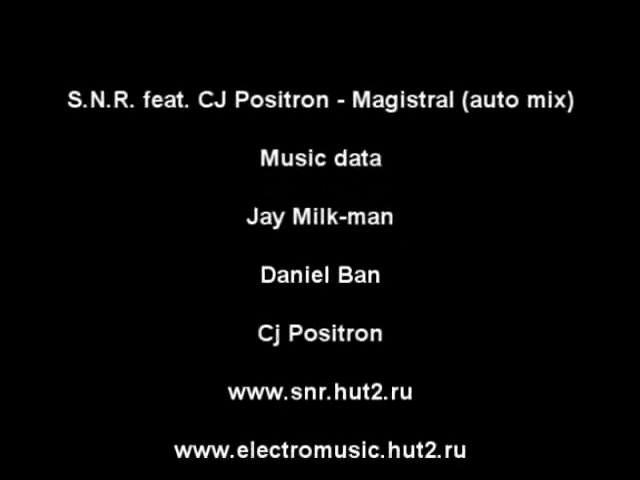 S.N.R. feat. CJ Positron - Magistral (auto mix)
Music data
Jay Milk-man
Daniel Ban
Cj Positron
www.snr.hut2.ru
www.electromusic.hut2.ru